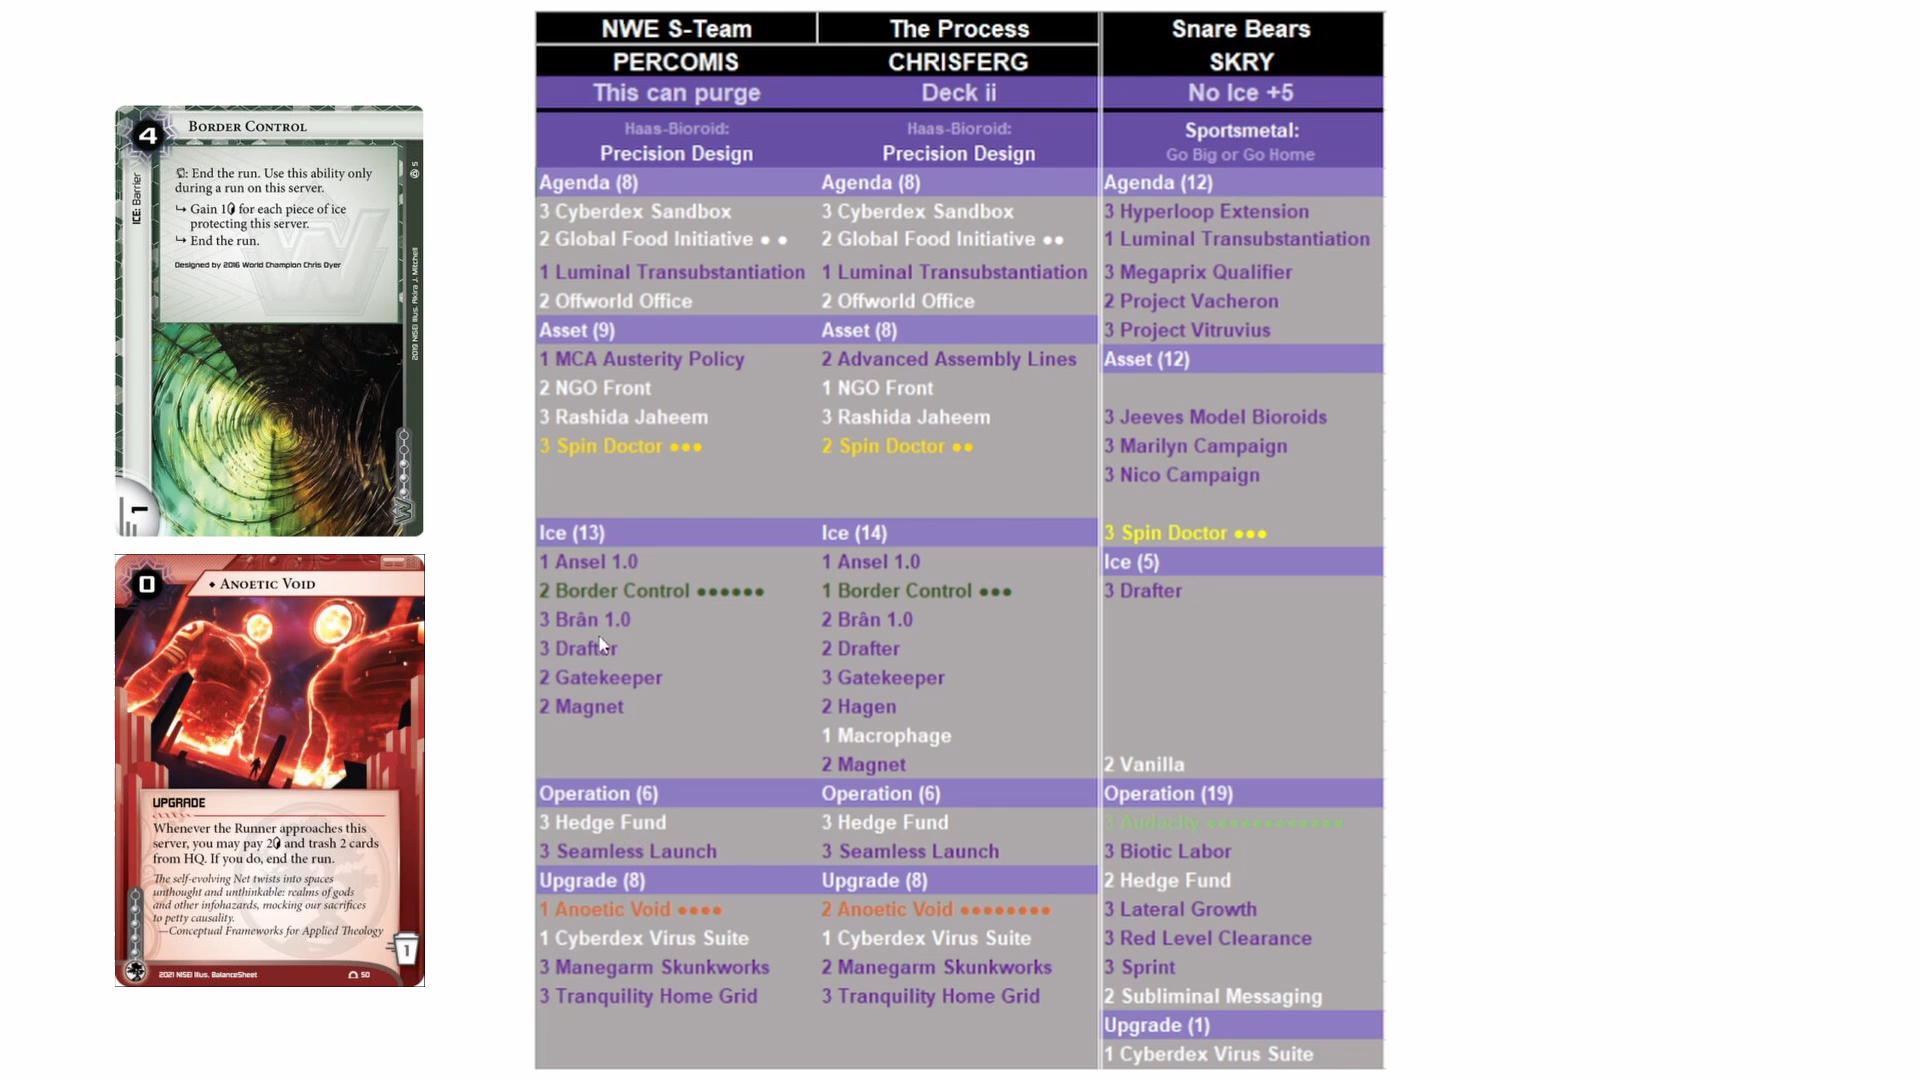 4
BORDER CONTROL
ICE: Barrier
: End the run. Use this ability only
during a run on this server.
↳ Gain 1 for each piece of ice
protecting this server.
↳ End the run.
Designed by 2016 World Champion Chris Dyer
2019 NISEI Illus. Akira J. Mitchell
5
1
0
◆ ANOETIC VOID
UPGRADE
Whenever the Runner approaches this
server, you may pay 2 and trash 2 cards
from HQ. If you do, end the run.
The self-evolving Net twists into spaces
unthought and unthinkable: realms of gods
and other infohazards, mocking our sacrifices
to petty causality.
—Conceptual Frameworks for Applied Theology
1
2021 NISEI Illus. BalanceSheet
50
NWE S-Team
PERCOMIS
This can purge
Haas-Bioroid:
Precision Design
Agenda (8)
3 Cyberdex Sandbox
2 Global Food Initiative ● ●
1 Luminal Transubstantiation
2 Offworld Office
Asset (9)
1 MCA Austerity Policy
2 NGO Front
3 Rashida Jaheem
3 Spin Doctor ●●●
Ice (13)
1 Ansel 1.0
2 Border Control ●●●●●●
3 Brân 1.0
3 Drafter
2 Gatekeeper
2 Magnet
Operation (6)
3 Hedge Fund
3 Seamless Launch
Upgrade (8)
1 Anoetic Void ●●●●
1 Cyberdex Virus Suite
3 Manegarm Skunkworks
3 Tranquility Home Grid
The Process
CHRISFERG
Deck ii
Haas-Bioroid:
Precision Design
Agenda (8)
3 Cyberdex Sandbox
2 Global Food Initiative ●●
1 Luminal Transubstantiation
2 Offworld Office
Asset (8)
2 Advanced Assembly Lines
1 NGO Front
3 Rashida Jaheem
2 Spin Doctor ●●
Ice (14)
1 Ansel 1.0
1 Border Control ●●●
2 Brân 1.0
2 Drafter
3 Gatekeeper
2 Hagen
1 Macrophage
2 Magnet
Operation (6)
3 Hedge Fund
3 Seamless Launch
Upgrade (8)
2 Anoetic Void ●●●●●●●●
1 Cyberdex Virus Suite
2 Manegarm Skunkworks
3 Tranquility Home Grid
Snare Bears
SKRY
No Ice +5
Sportsmetal:
Go Big or Go Home
Agenda (12)
3 Hyperloop Extension
1 Luminal Transubstantiation
3 Megaprix Qualifier
2 Project Vacheron
3 Project Vitruvius
Asset (12)
3 Jeeves Model Bioroids
3 Marilyn Campaign
3 Nico Campaign
3 Spin Doctor ●●●
Ice (5)
3 Drafter
2 Vanilla
Operation (19)
3 Audacity ●●●●●●●●●●●●
3 Biotic Labor
2 Hedge Fund
3 Lateral Growth
3 Red Level Clearance
3 Sprint
2 Subliminal Messaging
Upgrade (1)
1 Cyberdex Virus Suite